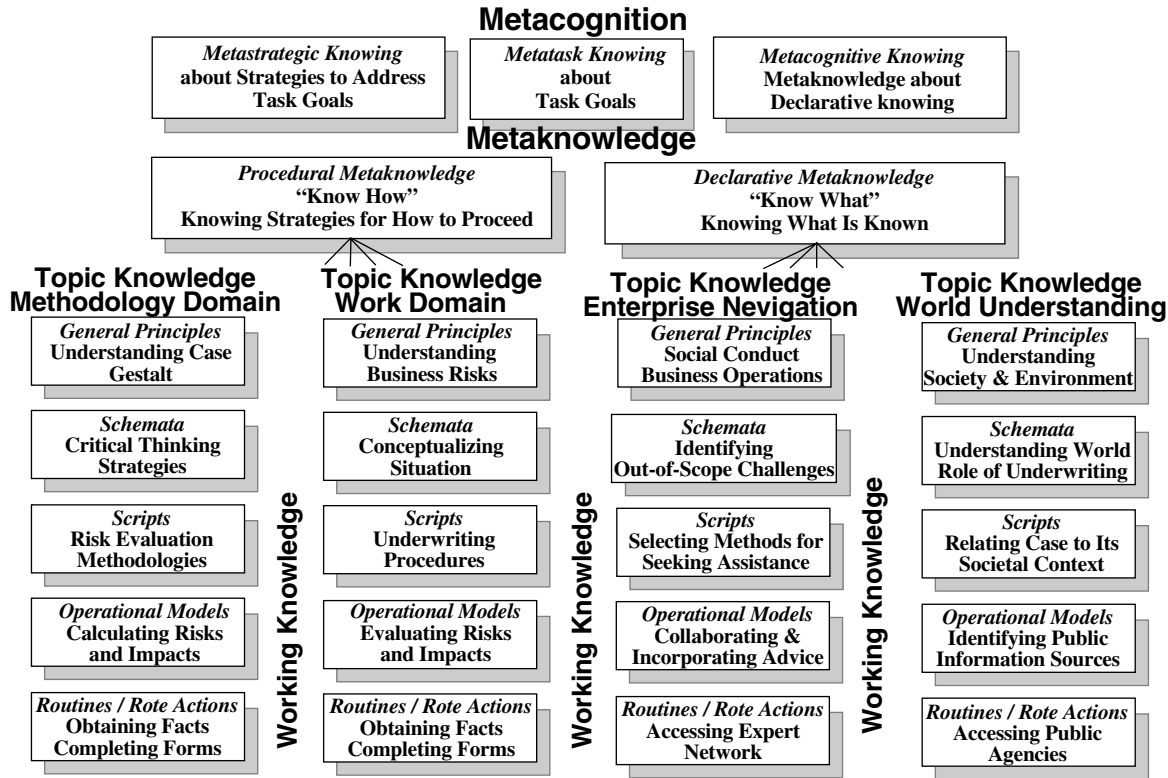 Metacognition
Metastrategic Knowing
about Strategies to Address
Task Goals
Metatask Knowing
about
Task Goals
Metacognitive Knowing
Metaknowledge about
Declarative knowing
Metaknowledge
Procedural Metaknowledge
“Know How”
Knowing Strategies for How to Proceed
Declarative Metaknowledge
“Know What”
Knowing What Is Known
Topic Knowledge
Methodology Domain
General Principles
Understanding Case
Gestalt
Schemata
Critical Thinking
Strategies
Scripts
Risk Evaluation
Methodologies
Operational Models
Calculating Risks
and Impacts
Routines / Rote Actions
Obtaining Facts
Completing Forms
Working Knowledge
Topic Knowledge
Work Domain
General Principles
Understanding
Business Risks
Schemata
Conceptualizing
Situation
Scripts
Underwriting
Procedures
Operational Models
Evaluating Risks
and Impacts
Routines / Rote Actions
Obtaining Facts
Completing Forms
Working Knowledge
Topic Knowledge
Enterprise Nevigation
General Principles
Social Conduct
Business Operations
Schemata
Identifying
Out-of-Scope Challenges
Scripts
Selecting Methods for
Seeking Assistance
Operational Models
Collaborating &
Incorporating Advice
Routines / Rote Actions
Accessing Expert
Network
Working Knowledge
Topic Knowledge
World Understanding
General Principles
Understanding
Society & Environment
Schemata
Understanding World
Role of Underwriting
Scripts
Relating Case to Its
Societal Context
Operational Models
Identifying Public
Information Sources
Routines / Rote Actions
Accessing Public
Agencies